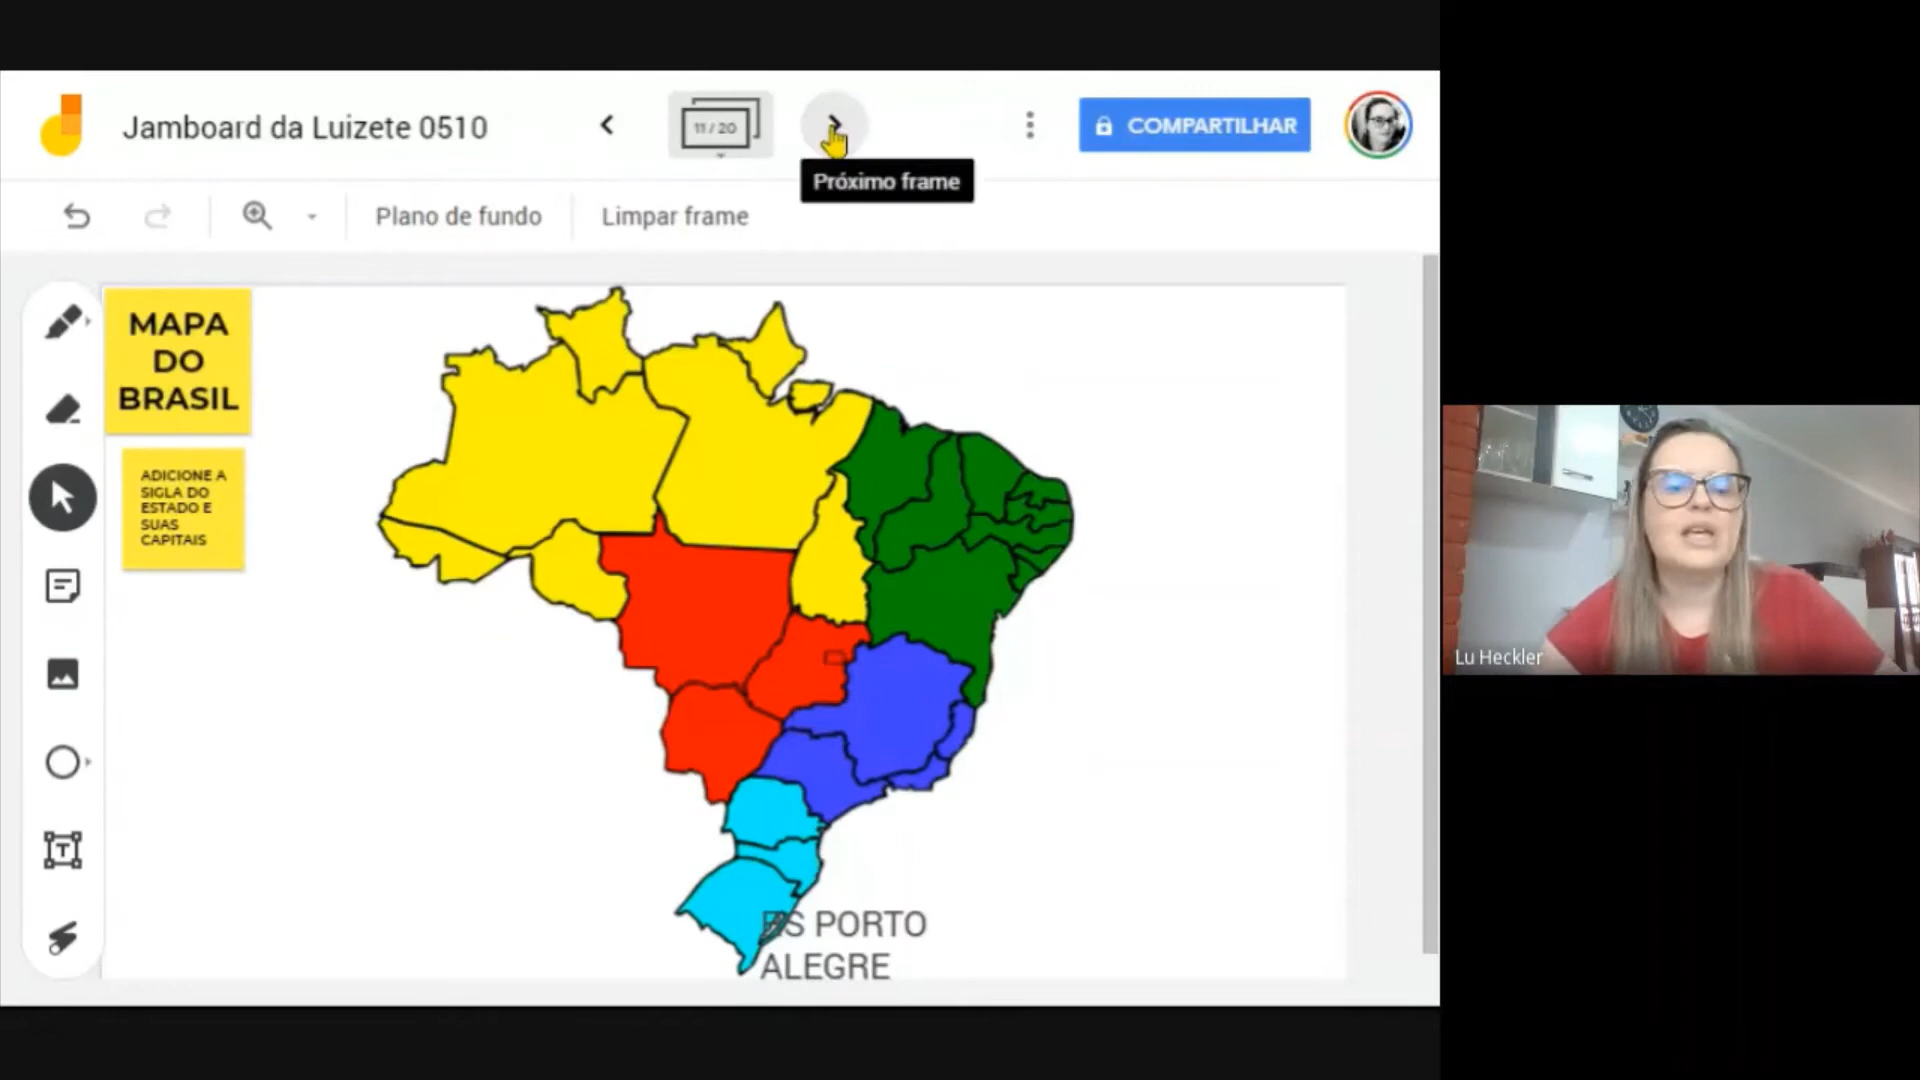 Jamboard da Luizete 0510
11 / 20
COMPARTILHAR
Próximo frame
Plano de fundo
Limpar frame
MAPA
DO
BRASIL
ADICIONE A
SIGLA DO
ESTADO E
SUAS
CAPITAIS
RS PORTO
ALEGRE
Lu Heckler